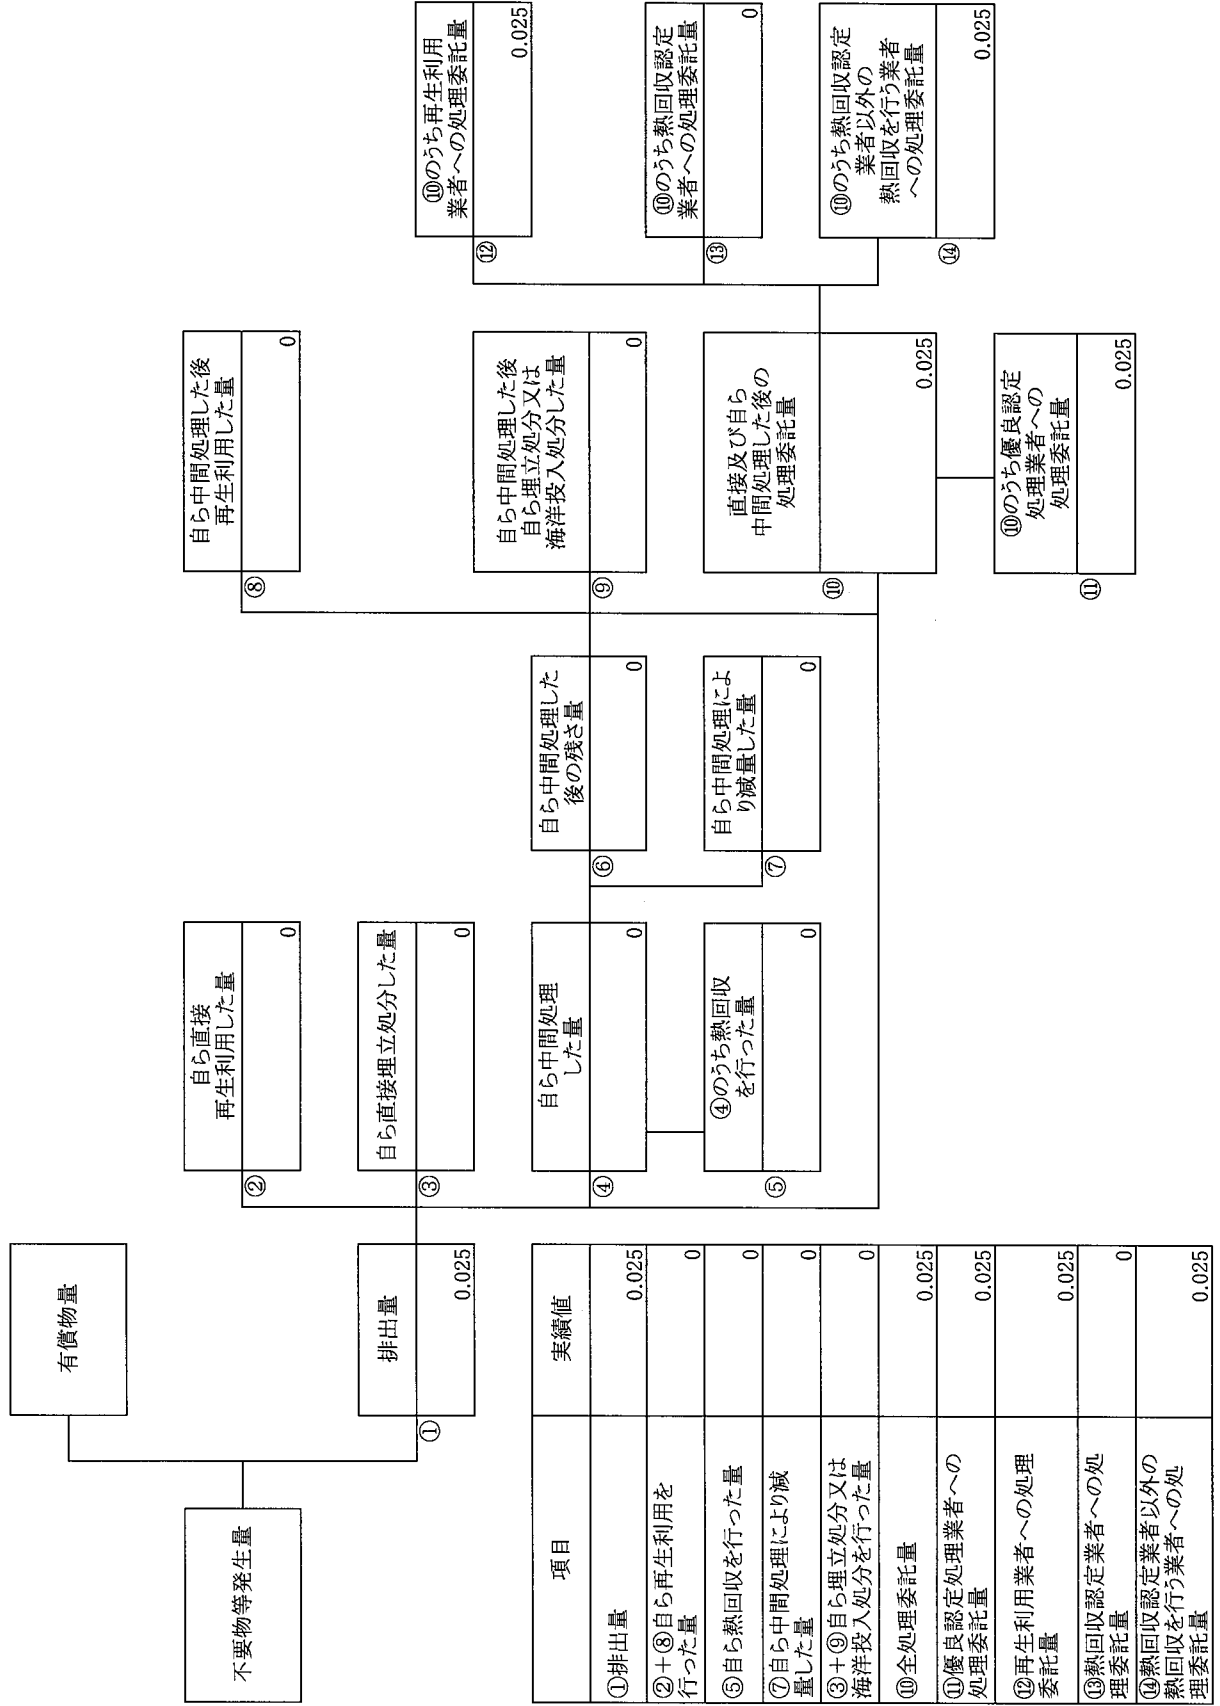 不要物等発生量
有償物量
①
排出量
0.025
②
自ら直接
再生利用した量
0
③
自ら直接埋立処分した量
0
④
自ら中間処理
した量
0
⑤
④のうち熱回収
を行った量
0
⑥
自ら中間処理した
後の残さ量
0
⑦
自ら中間処理によ
り減量した量
0
⑧
自ら中間処理した後
再生利用した量
0
⑨
自ら中間処理した後
自ら埋立処分又は
海洋投入処分した量
0
⑩
直接及び自ら
中間処理した後の
処理委託量
0.025
⑪
⑩のうち優良認定
処理業者への
処理委託量
0.025
⑫
⑩のうち再生利用
業者への処理委託量
0.025
⑬
⑩のうち熱回収認定
業者への処理委託量
0
⑭
⑩のうち熱回収認定
業者以外の
熱回収を行う業者
への処理委託量
0.025
項目 実績値
①排出量 0.025
②+⑧自ら再生利用を
行った量 0
⑤自ら熱回収を行った量 0
⑦自ら中間処理により減
量した量 0
③+⑨自ら埋立処分又は
海洋投入処分を行った量 0
⑩全処理委託量 0.025
⑪優良認定処理業者への
処理委託量 0.025
⑫再生利用業者への処理
委託量 0.025
⑬熱回収認定業者への処
理委託量 0
⑭熱回収認定業者以外の
熱回収を行う業者への処
理委託量 0.025